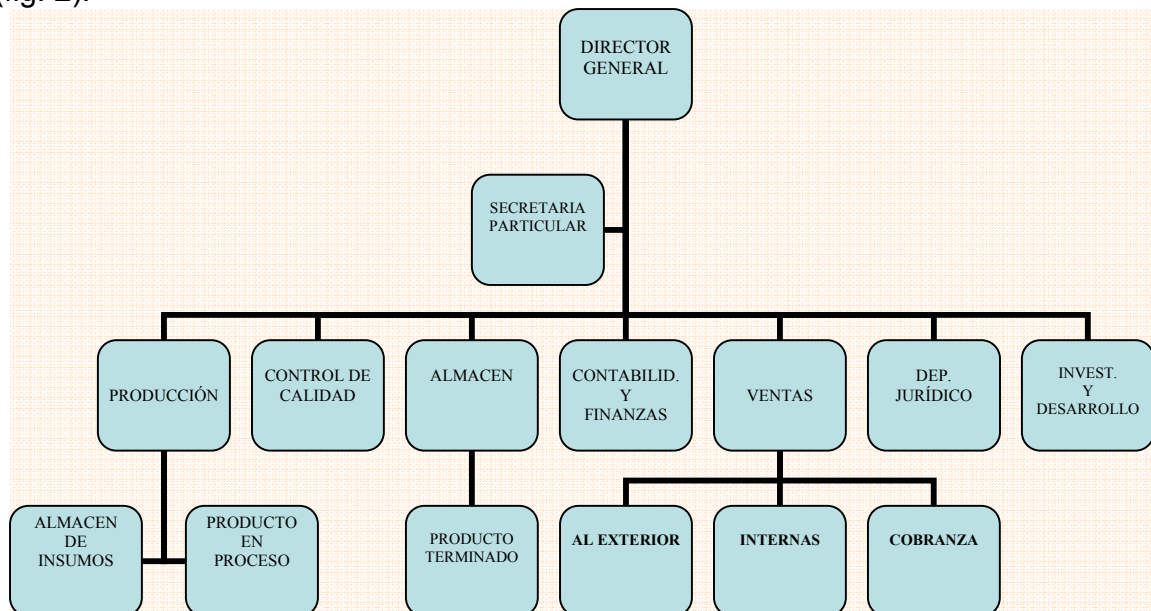 (fig. 2).
DIRECTOR
GENERAL
SECRETARIA
PARTICULAR
PRODUCCIÓN
CONTROL DE
CALIDAD
ALMACEN
CONTABILID.
Y
FINANZAS
VENTAS
DEP.
JURÍDICO
INVEST.
Y
DESARROLLO
ALMACEN
DE
INSUMOS
PRODUCTO
EN
PROCESO
PRODUCTO
TERMINADO
AL EXTERIOR
INTERNAS
COBRANZA